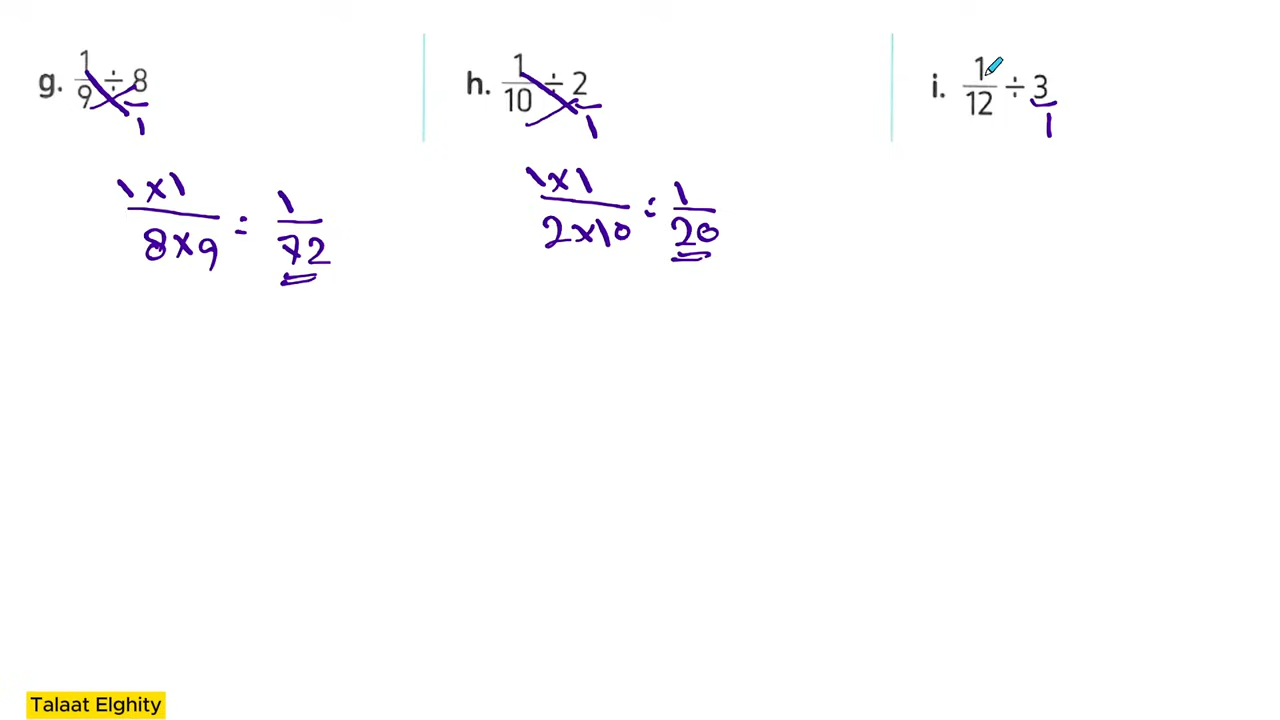 g. 1/9 ÷ 8/1
1 x 1 / 8 x 9 = 1/72
h. 1/10 ÷ 2/1
1 x 1 / 2 x 10 = 1/20
i. 1/12 ÷ 3/1
Talaat Elghity